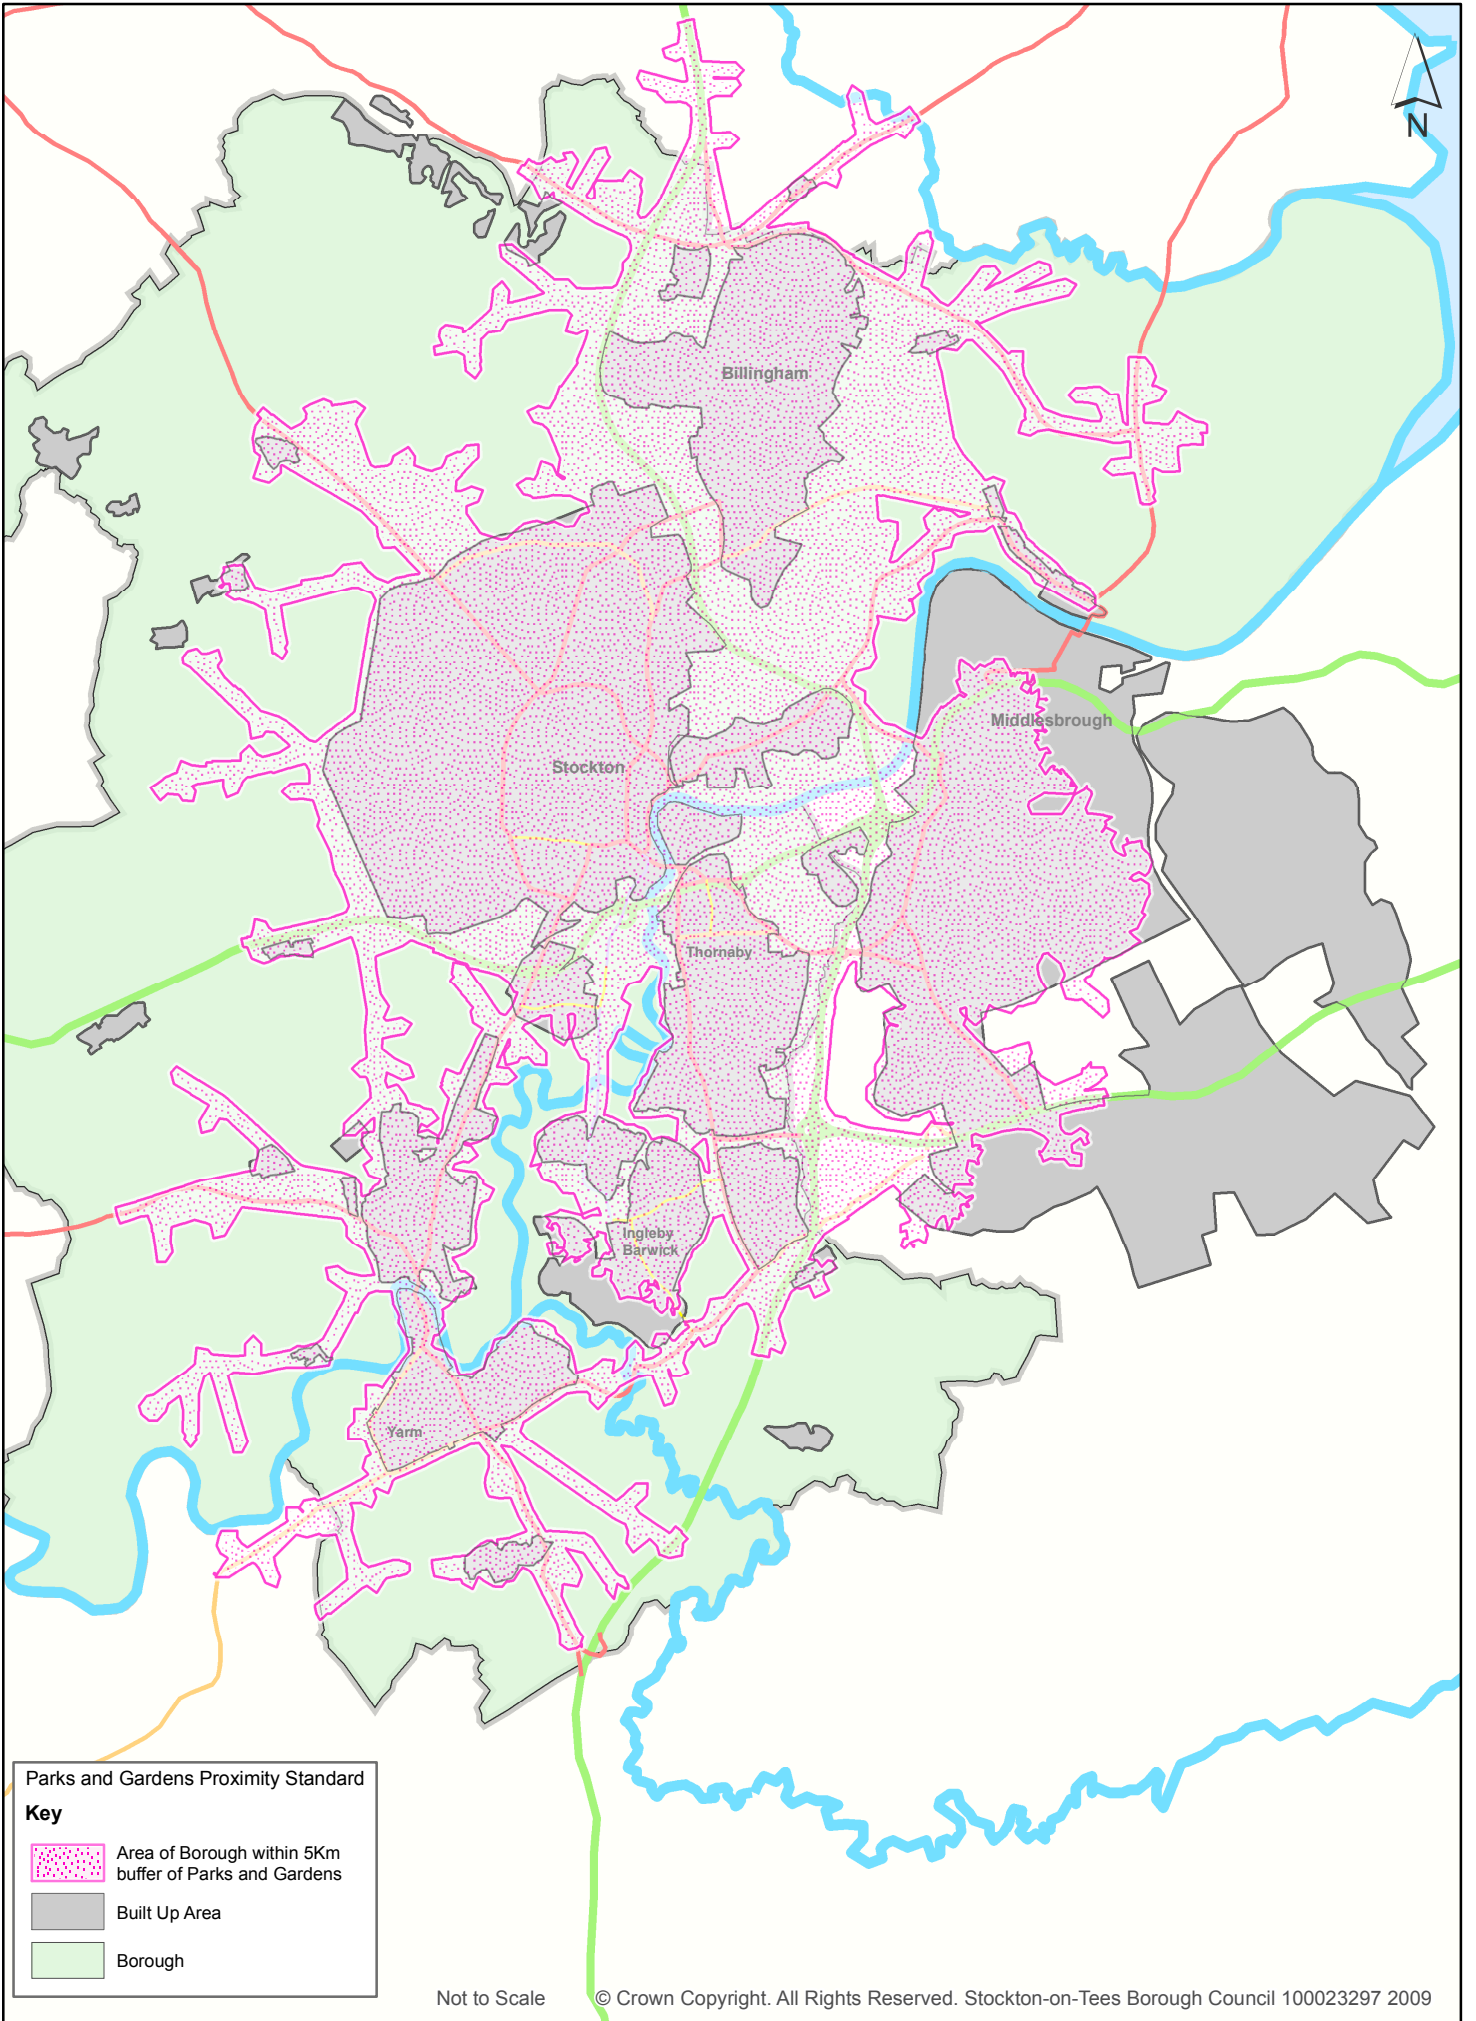 N
Billingham
Middlesbrough
Stockton
Thornaby
Ingleby
Barwick
Yarm
Parks and Gardens Proximity Standard
Key
Area of Borough within 5Km
buffer of Parks and Gardens
Built Up Area
Borough
Not to Scale
© Crown Copyright. All Rights Reserved. Stockton-on-Tees Borough Council 100023297 2009